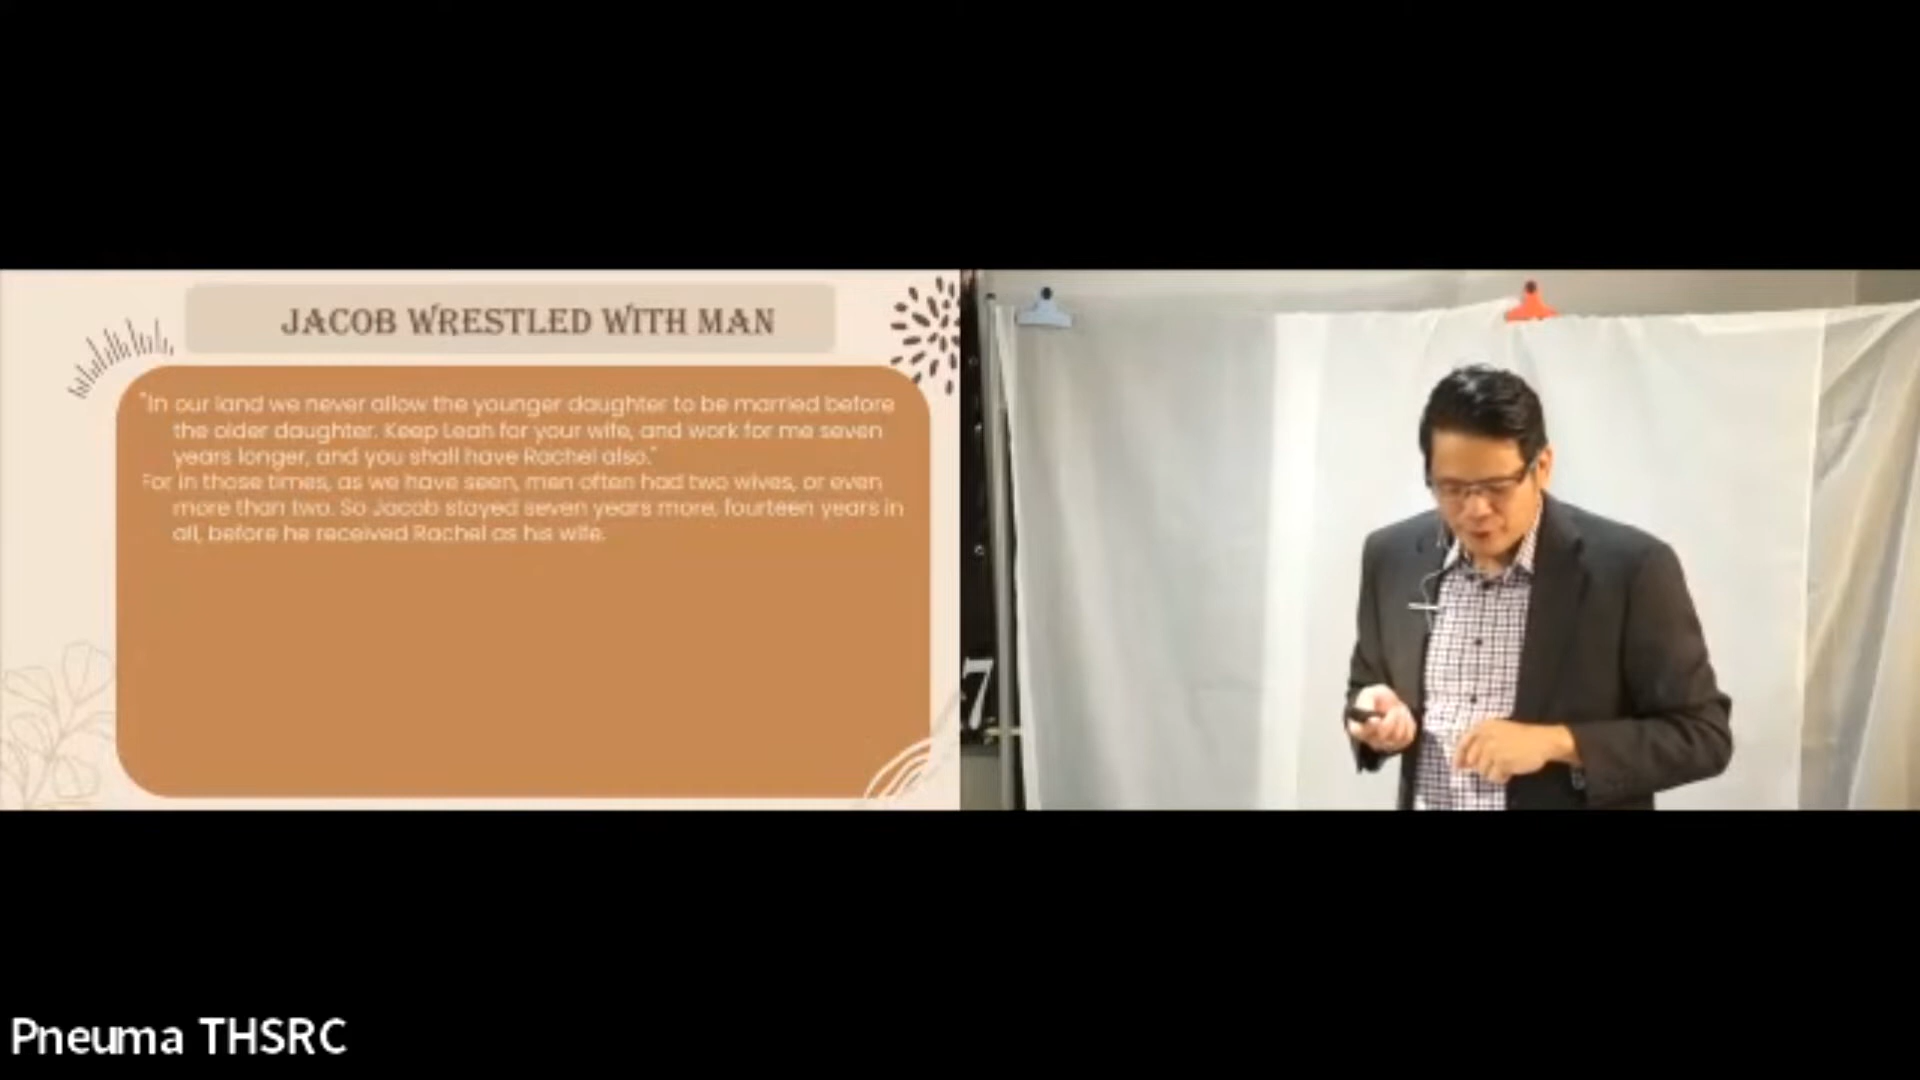 JACOB WRESTLED WITH MAN
"In our land we never allow the younger daughter to be married before
the older daughter. Keep Leah for your wife, and work for me seven
years longer, and you shall have Rachel also."
For in those times, as we have seen, men often had two wives, or even
more than two. So Jacob stayed seven years more, fourteen years in
all, before he received Rachel as his wife.
7
Pneuma THSRC